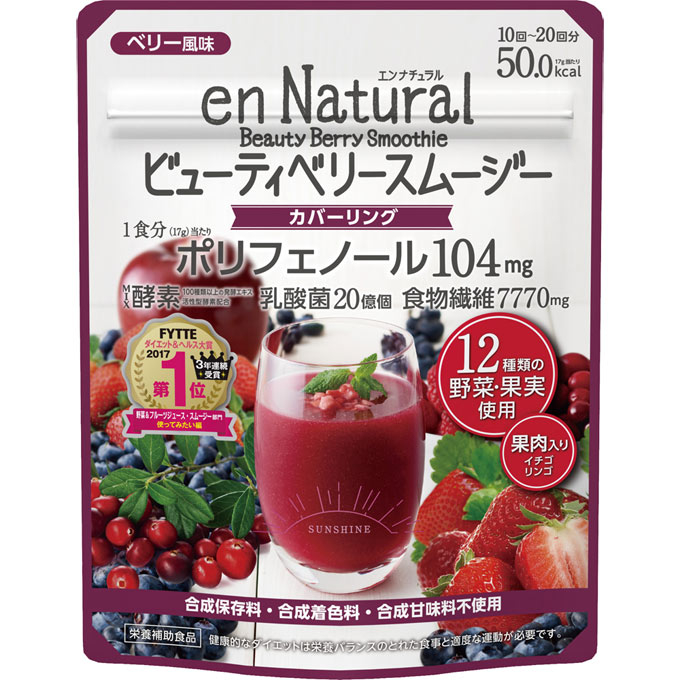 ベリー風味
10回~20回分
17g当たり
50.0kcal
エンナチュラル
en Natural
Beauty Berry Smoothie
ビューティベリースムージー
カバーリング
1食分(17g)当たり
ポリフェノール104mg
MIX酵素
100種類以上の発酵エキス
活性型酵素配合
乳酸菌20億個 食物繊維7770mg
FYTTE
ダイエット&ヘルス大賞
2017
3年連続
受賞
第1位
野菜&フルーツジュース・スムージー部門
使ってみたい編
12種類の
野菜・果実
使用
果肉入り
イチゴ
リンゴ
SUNSHINE
合成保存料・合成着色料・合成甘味料不使用
栄養補助食品
健康的なダイエットは栄養バランスのとれた食事と適度な運動が必要です。